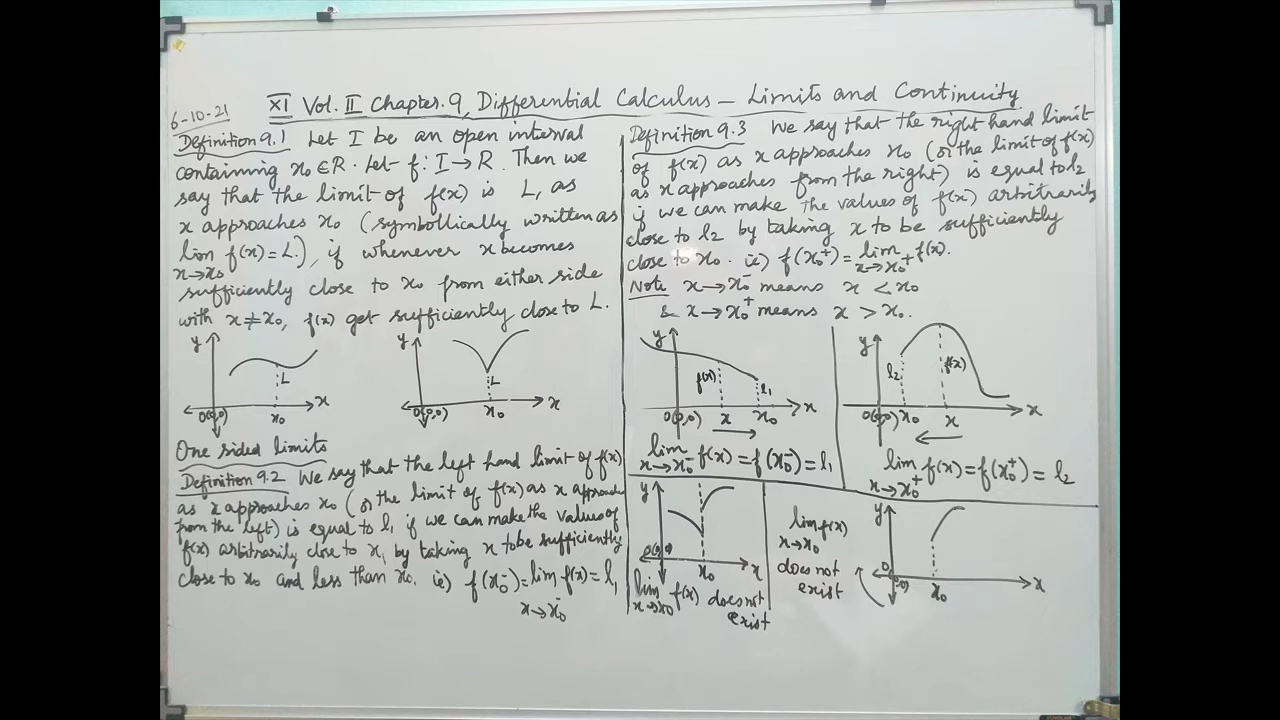 6-10-21
XI Vol. II Chapter. 9, Differential Calculus - Limits and Continuity
Definition 9.1 Let I be an open interval
containing x₀ ∈ R. Let f: I → R. Then we
say that the limit of f(x) is L, as
x approaches x₀ (symbollically written as
lim f(x) = L), if whenever x becomes
x→x₀
sufficiently close to x₀ from either side
with x ≠ x₀, f(x) get sufficiently close to L.
y
L
O(0,0)
x₀
x
y
L
O(0,0)
x₀
x
One sided limits
Definition 9.2 We say that the left hand limit of f(x)
as x approaches x₀ (or the limit of f(x) as x approaches
from the left) is equal to l₁ if we can make the values of
f(x) arbitrarily close to x, by taking x to be sufficiently
close to x₀ and less than x₀. ie) f(x₀⁻) = lim f(x) = l₁
x→x₀⁻
Definition 9.3 We say that the right hand limit
of f(x) as x approaches x₀ (or the limit of f(x)
as x approaches from the right) is equal to l₂
if we can make the values of f(x) arbitrarily
close to l₂ by taking x to be sufficiently
close to x₀. ie) f(x₀⁺) = lim f(x).
x→x₀⁺
Note x→x₀⁻ means x < x₀
& x→x₀⁺ means x > x₀.
y
f(x)
l₁
O(0,0)
x
x₀
x
lim f(x) = f(x₀⁻) = l₁
x→x₀⁻
y
l₂
f(x)
O(0,0)
x₀
x
x
lim f(x) = f(x₀⁺) = l₂
x→x₀⁺
y
x₀
x
lim f(x) does not
x→x₀
exist
lim f(x)
x→x₀
does not
exist
y
O
x₀
x